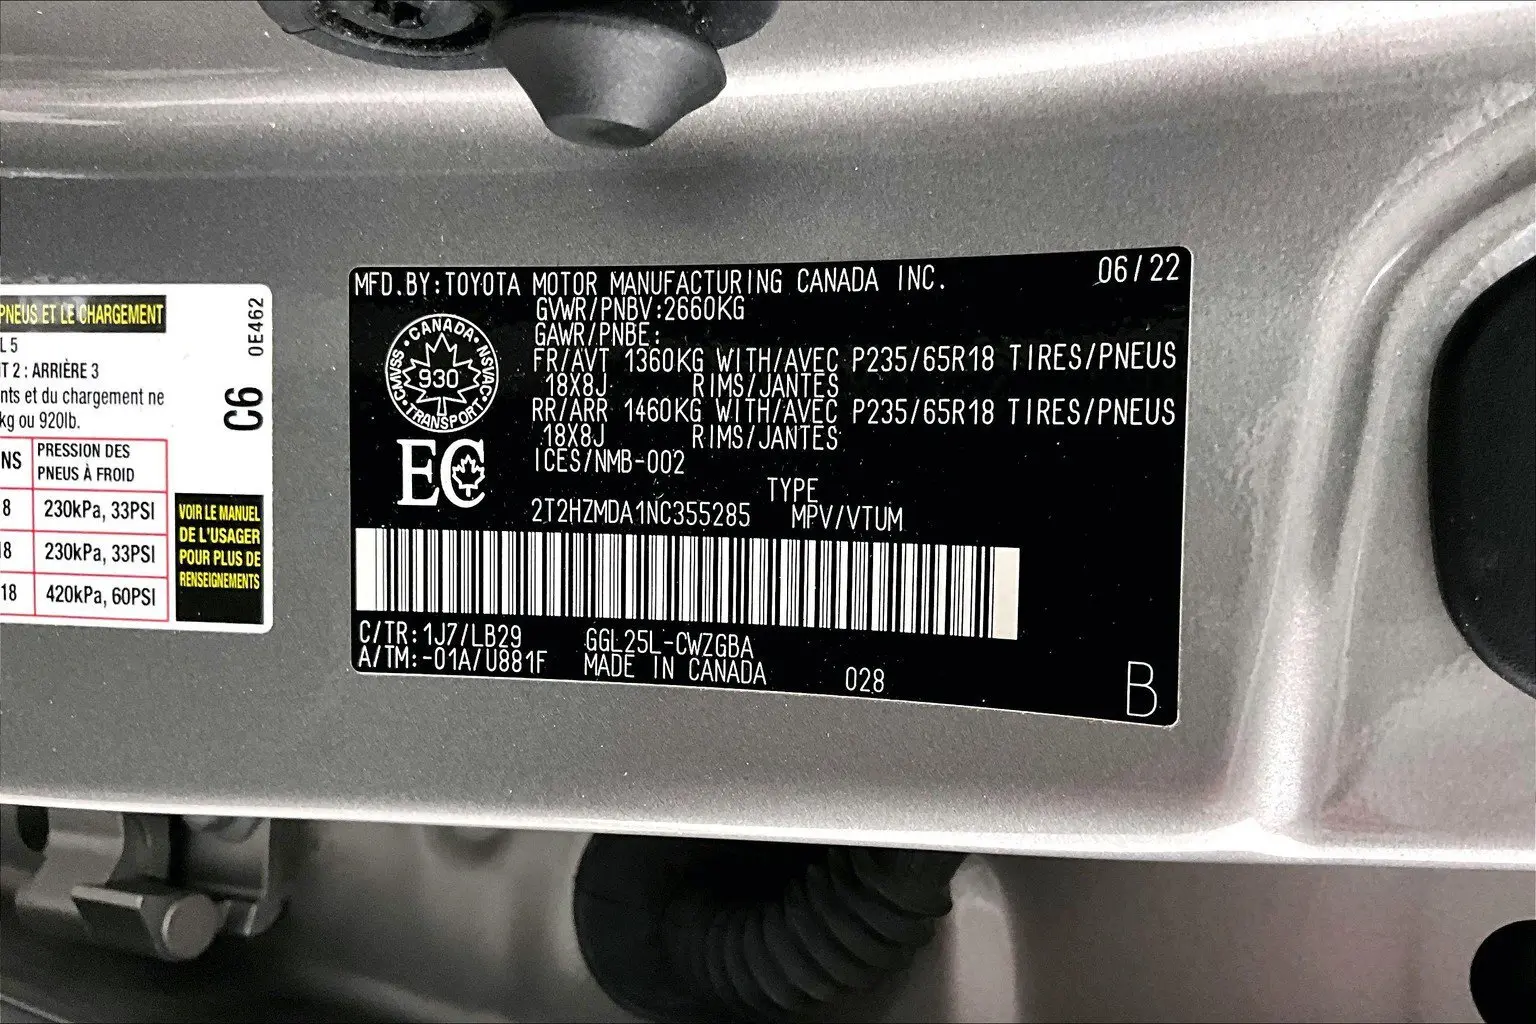 PNEUS ET LE CHARGEMENT
L 5
T 2 : ARRIÈRE 3
nts et du chargement ne
kg ou 920lb.
NS
PRESSION DES
PNEUS À FROID
8
230kPa, 33PSI
18
230kPa, 33PSI
18
420kPa, 60PSI
0E462
C6
VOIR LE MANUEL
DE L'USAGER
POUR PLUS DE
RENSEIGNEMENTS
MFD.BY:TOYOTA MOTOR MANUFACTURING CANADA INC. 06/22
GVWR/PNBV:2660KG
GAWR/PNBE:
FR/AVT 1360KG WITH/AVEC P235/65R18 TIRES/PNEUS
18X8J RIMS/JANTES
RR/ARR 1460KG WITH/AVEC P235/65R18 TIRES/PNEUS
18X8J RIMS/JANTES
ICES/NMB-002
CANADA
NSVAC
930
CMVSS
TRANSPORT
EC
TYPE
2T2HZMDA1NC355285 MPV/VTUM
C/TR:1J7/LB29 GGL25L-CWZGBA
A/TM:-01A/U881F MADE IN CANADA 028
B